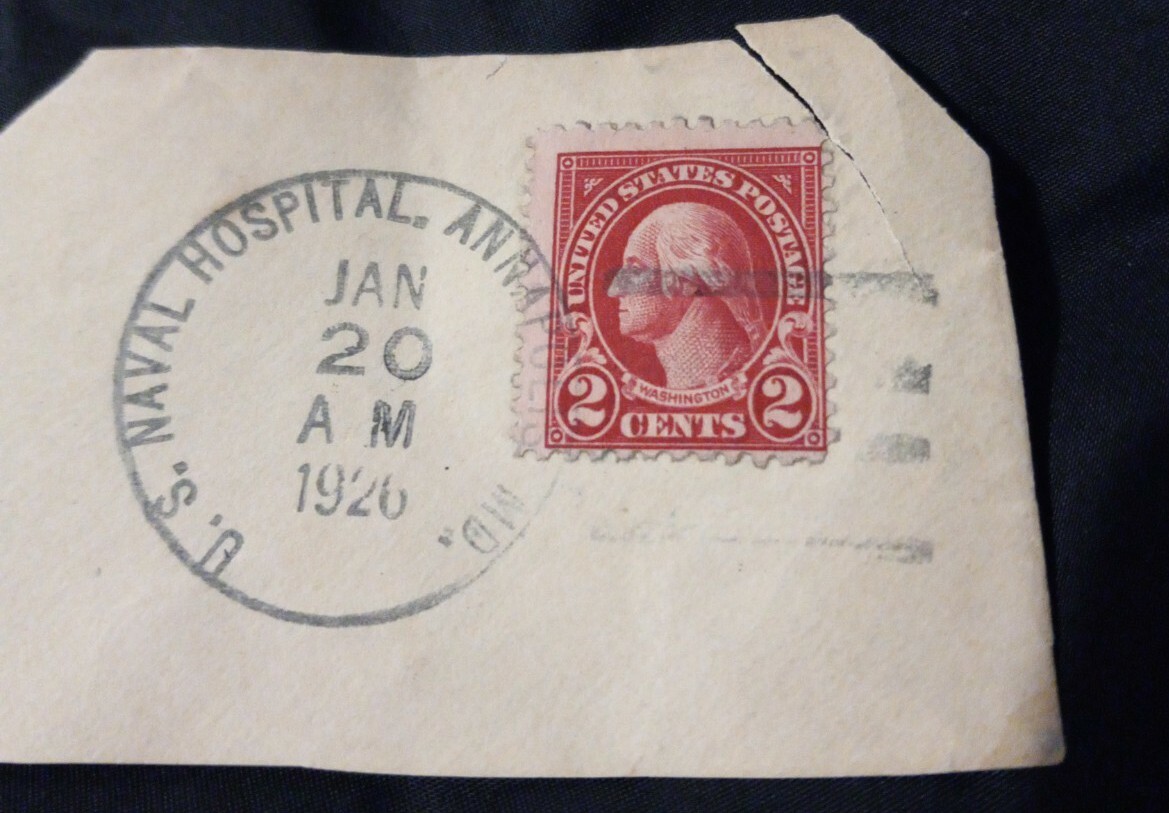 U. S. NAVAL HOSPITAL. ANNAPOLIS MD.
JAN
20
A M
1926
UNITED STATES POSTAGE
WASHINGTON
2 CENTS 2